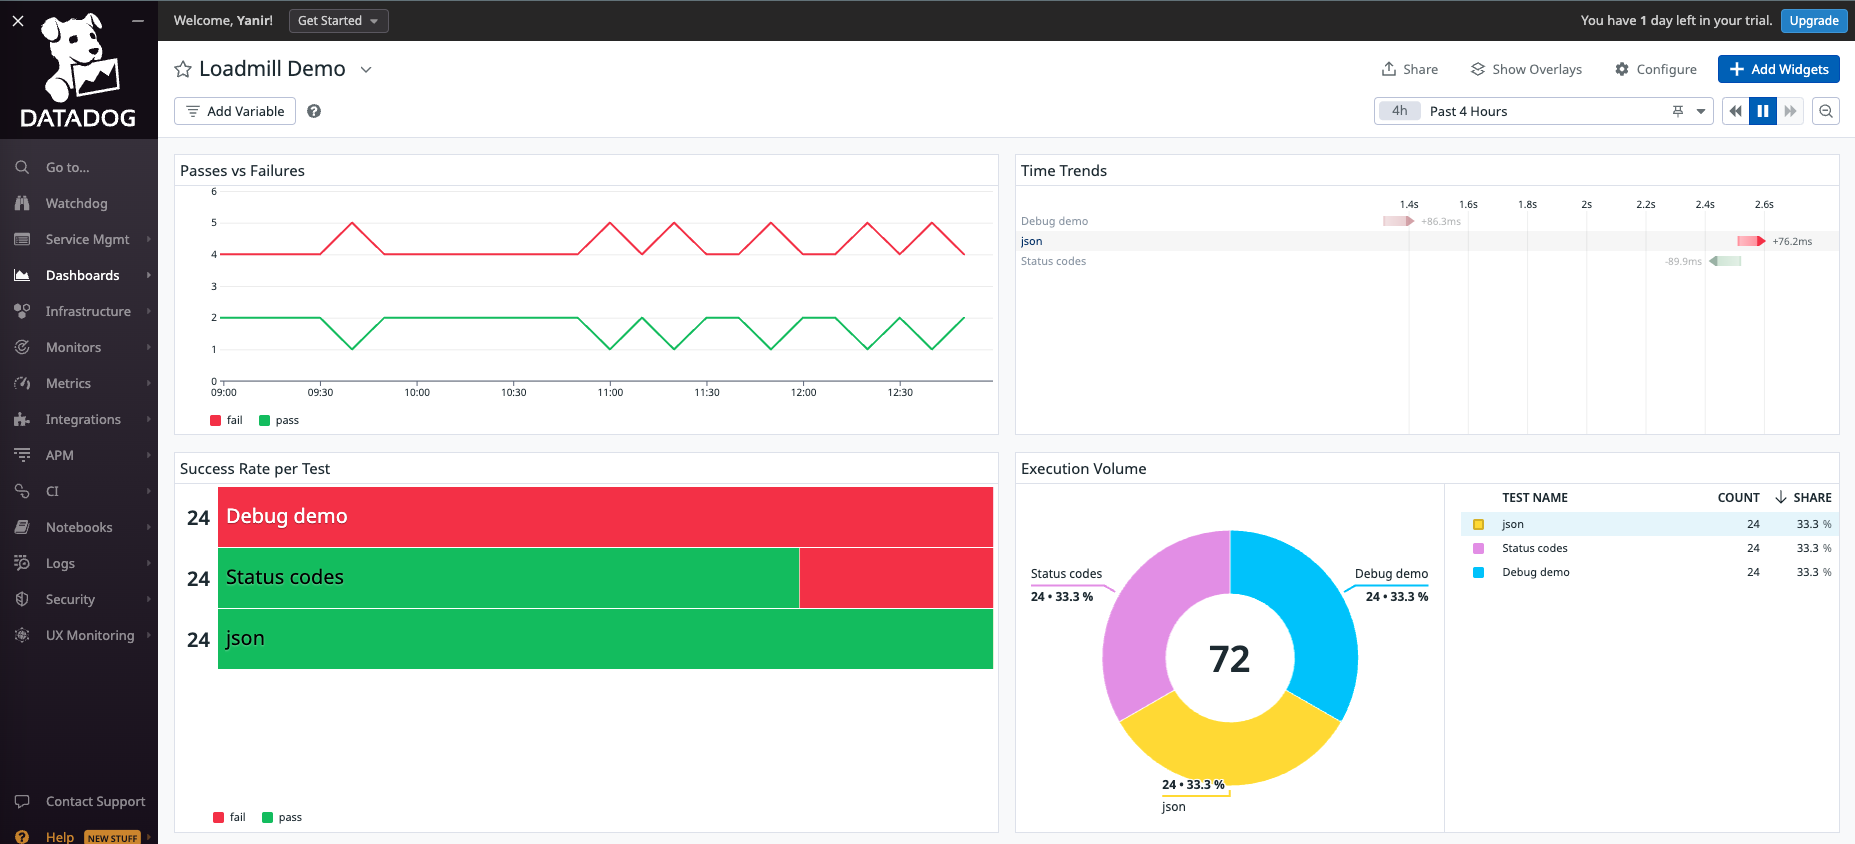 Welcome, Yanir!
Get Started
You have 1 day left in your trial.
Upgrade
DATADOG
Go to...
Watchdog
Service Mgmt
Dashboards
Infrastructure
Monitors
Metrics
Integrations
APM
CI
Notebooks
Logs
Security
UX Monitoring
Contact Support
Help NEW STUFF
Loadmill Demo
Share
Show Overlays
Configure
+ Add Widgets
Add Variable
?
4h Past 4 Hours
Passes vs Failures
6
5
4
3
2
1
0
09:00 09:30 10:00 10:30 11:00 11:30 12:00 12:30
fail pass
Time Trends
1.4s 1.6s 1.8s 2s 2.2s 2.4s 2.6s
Debug demo +86.3ms
json +76.2ms
Status codes -89.9ms
Success Rate per Test
24 Debug demo
24 Status codes
24 json
fail pass
Execution Volume
Status codes
24 • 33.3 %
Debug demo
24 • 33.3 %
72
24 • 33.3 %
json
TEST NAME COUNT SHARE
json 24 33.3 %
Status codes 24 33.3 %
Debug demo 24 33.3 %